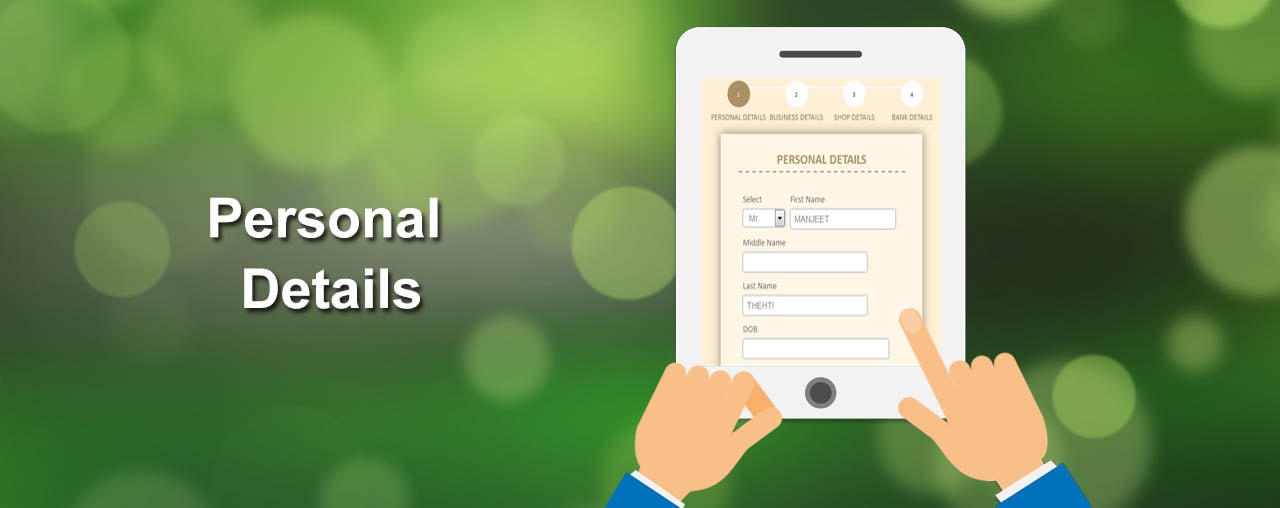 Personal
Details
1 2 3 4
PERSONAL DETAILS BUSINESS DETAILS SHOP DETAILS BANK DETAILS
PERSONAL DETAILS
Select First Name
Mr. MANJEET
Middle Name
Last Name
THEHTI
DOB